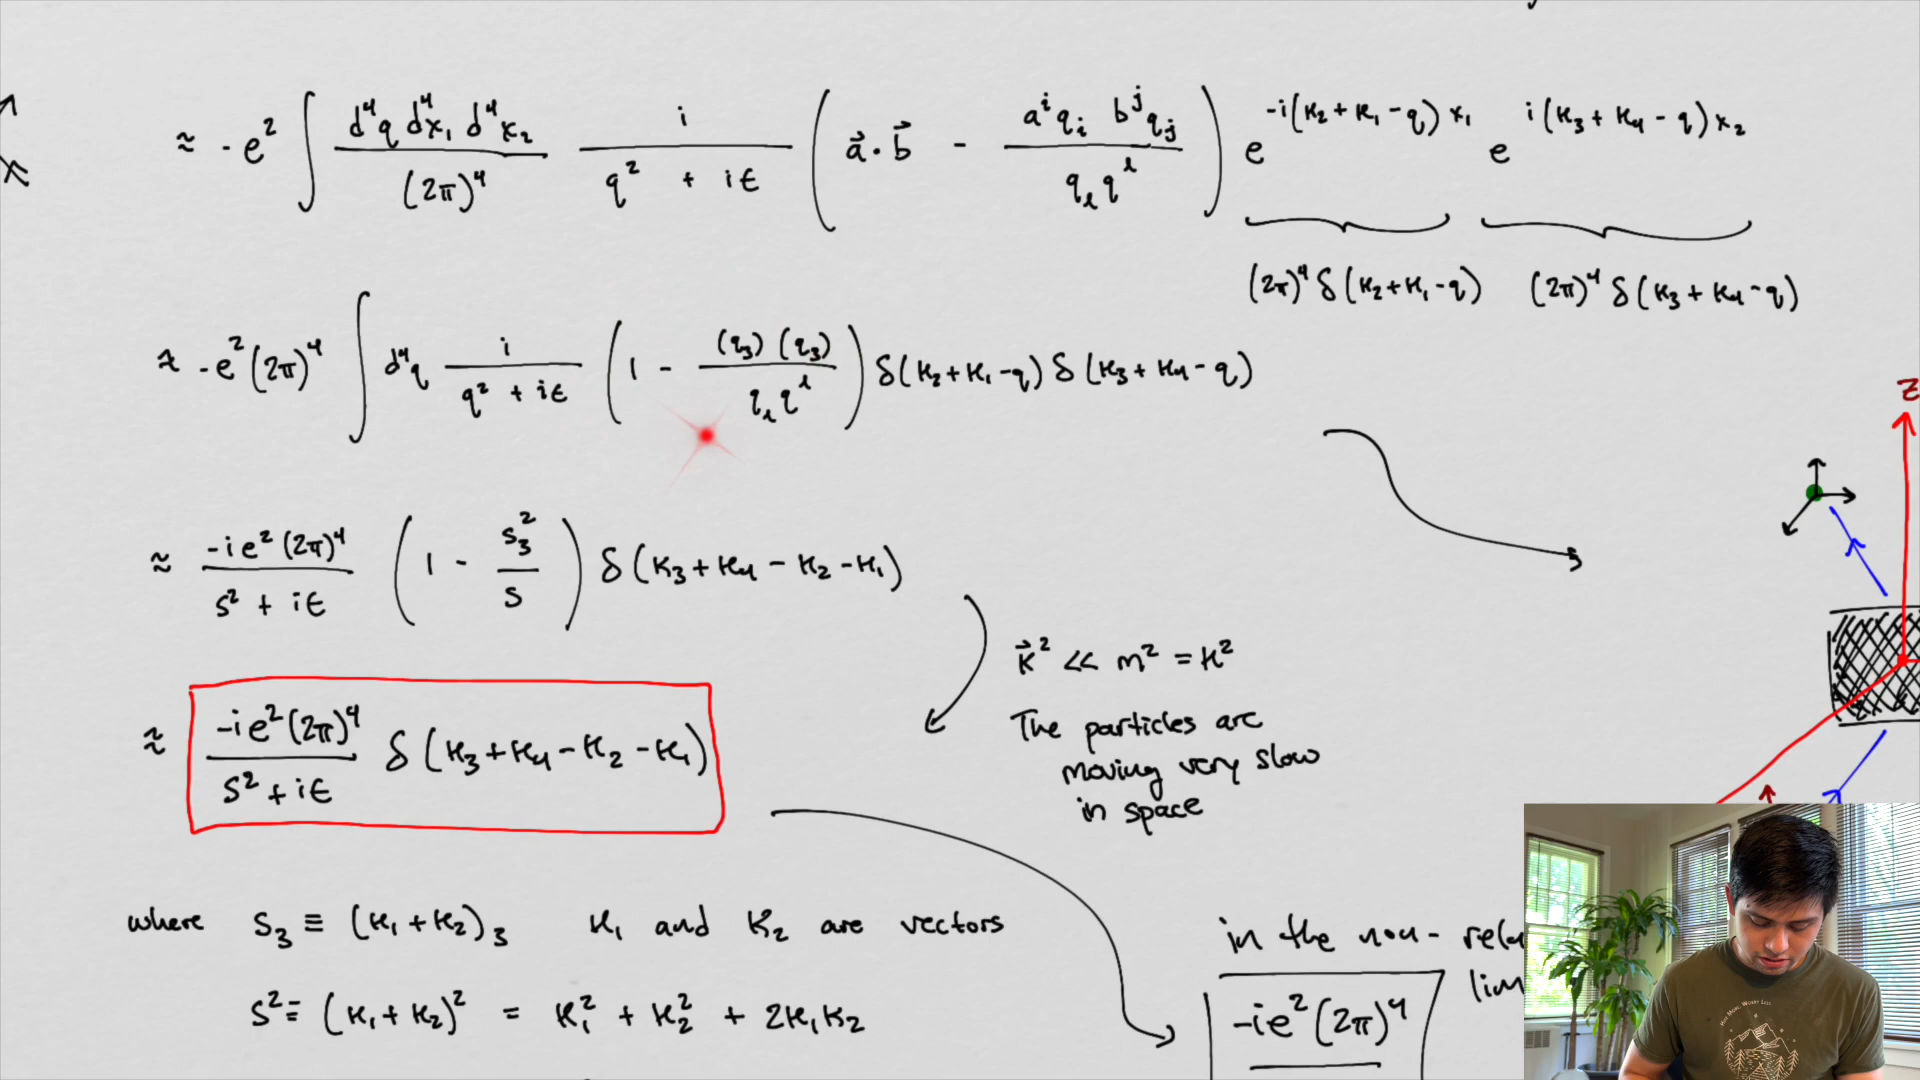 ≈ -e² ∫ d⁴q d⁴x₁ d⁴x₂ / (2π)⁴ i / (q² + iε) ( a⃗·b⃗ - aⁱqᵢ bʲqⱼ / qₗqˡ ) e^{-i(k₂+k₁-q)x₁} e^{i(k₃+k₄-q)x₂}
(2π)⁴ δ(k₂+k₁-q) (2π)⁴ δ(k₃+k₄-q)
≈ -e²(2π)⁴ ∫ d⁴q i / (q² + iε) ( 1 - (q₃)(q₃) / qₗqˡ ) δ(k₂+k₁-q) δ(k₃+k₄-q)
z
≈ -ie²(2π)⁴ / (s² + iε) ( 1 - s₃² / s ) δ(k₃+k₄-k₂-k₁)
k⃗² << m² = k²
The particles are
moving very slow
in space
≈ -ie²(2π)⁴ / (s² + iε) δ(k₃+k₄-k₂-k₁)
where s₃ ≡ (k₁+k₂)₃ k₁ and k₂ are vectors
in the non-rela
lim
s² ≡ (k₁+k₂)² = k₁² + k₂² + 2k₁k₂
-ie²(2π)⁴